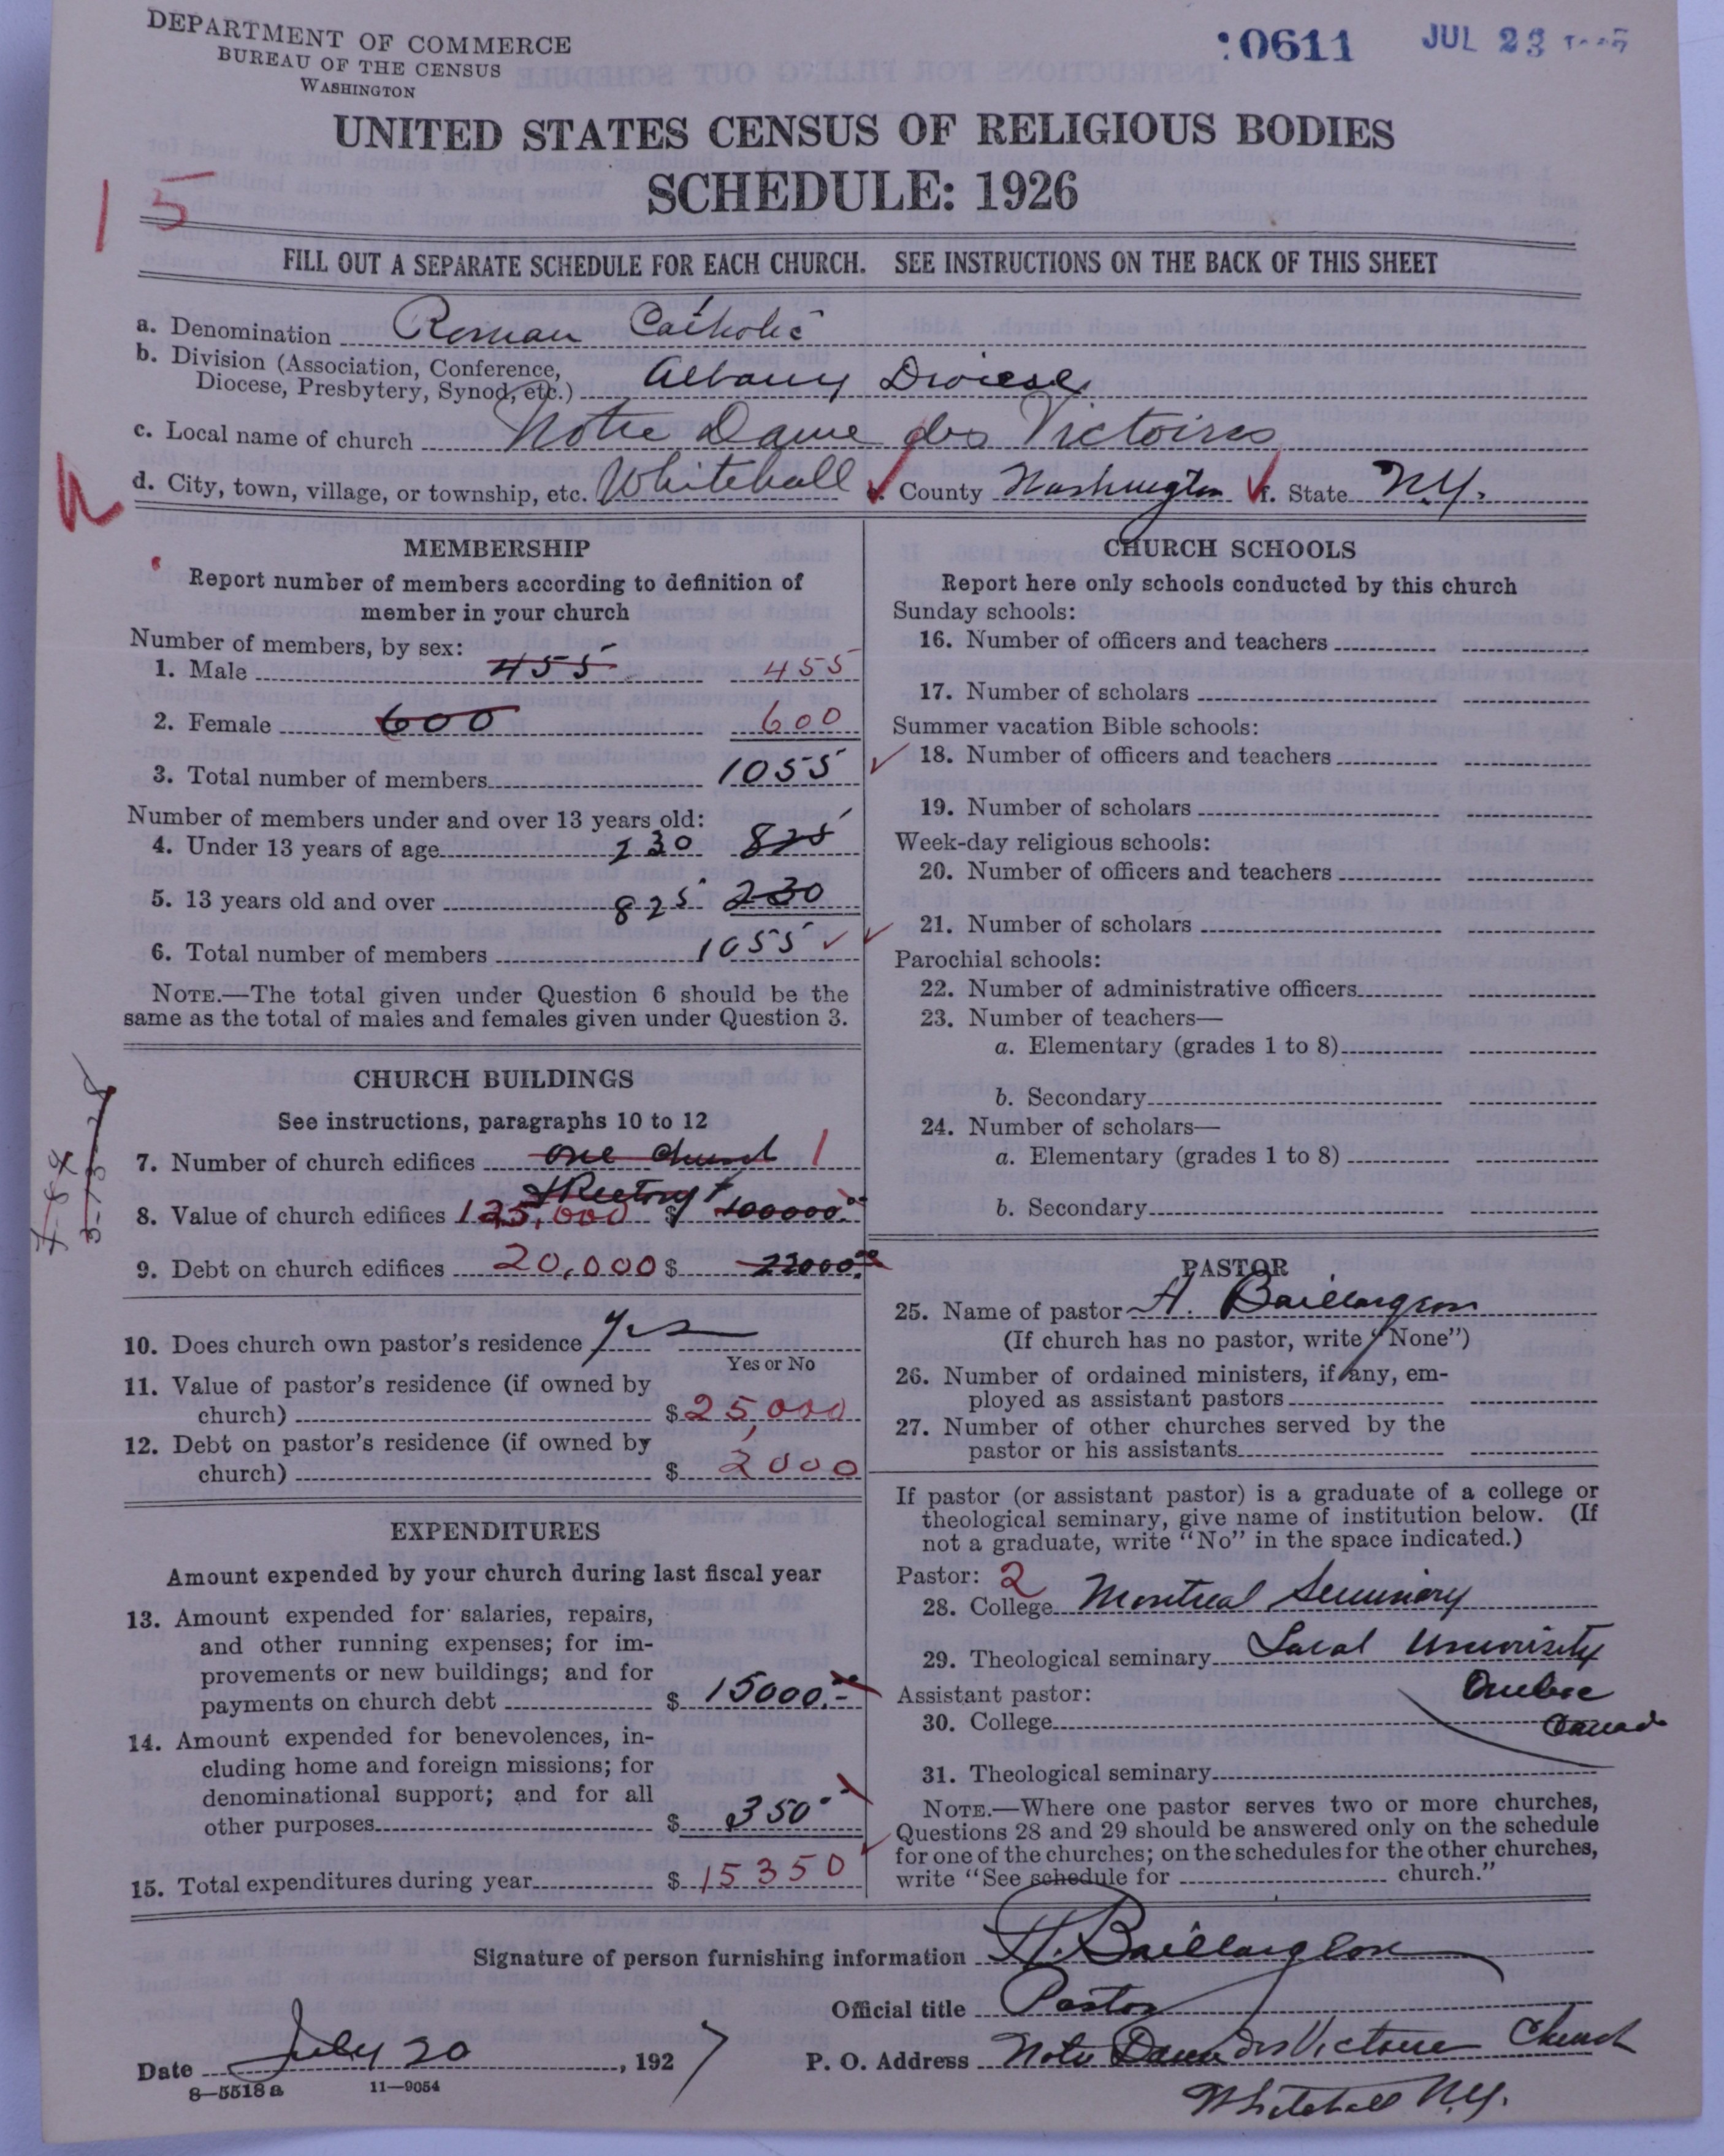 DEPARTMENT OF COMMERCE
BUREAU OF THE CENSUS
WASHINGTON
:0611 JUL 23
UNITED STATES CENSUS OF RELIGIOUS BODIES
SCHEDULE: 1926
15
FILL OUT A SEPARATE SCHEDULE FOR EACH CHURCH. SEE INSTRUCTIONS ON THE BACK OF THIS SHEET
a. Denomination Roman Catholic
b. Division (Association, Conference,
Diocese, Presbytery, Synod, etc.) Albany Diocese
c. Local name of church Notre Dame des Victoires
d. City, town, village, or township, etc. Whitehall e. County Washington f. State N.Y.
MEMBERSHIP
Report number of members according to definition of
member in your church
Number of members, by sex:
1. Male 455 455
2. Female 600 600
3. Total number of members 1055
Number of members under and over 13 years old:
4. Under 13 years of age 230 825
5. 13 years old and over 825 230
6. Total number of members 1055
NOTE.—The total given under Question 6 should be the
same as the total of males and females given under Question 3.
CHURCH BUILDINGS
See instructions, paragraphs 10 to 12
7. Number of church edifices one church 1
& Rectory
8. Value of church edifices 125,000 $ 100000.00
9. Debt on church edifices 20,000 $ 22000.00
10. Does church own pastor's residence yes
Yes or No
11. Value of pastor's residence (if owned by
church) $ 25,000
12. Debt on pastor's residence (if owned by
church) $ 2000
EXPENDITURES
Amount expended by your church during last fiscal year
13. Amount expended for salaries, repairs,
and other running expenses; for im-
provements or new buildings; and for
payments on church debt $ 15000.-
14. Amount expended for benevolences, in-
cluding home and foreign missions; for
denominational support; and for all
other purposes $ 350--
15. Total expenditures during year $ 15350
CHURCH SCHOOLS
Report here only schools conducted by this church
Sunday schools:
16. Number of officers and teachers
17. Number of scholars
Summer vacation Bible schools:
18. Number of officers and teachers
19. Number of scholars
Week-day religious schools:
20. Number of officers and teachers
21. Number of scholars
Parochial schools:
22. Number of administrative officers
23. Number of teachers—
a. Elementary (grades 1 to 8)
b. Secondary
24. Number of scholars—
a. Elementary (grades 1 to 8)
b. Secondary
PASTOR
25. Name of pastor H. Baillargeon
(If church has no pastor, write "None")
26. Number of ordained ministers, if any, em-
ployed as assistant pastors
27. Number of other churches served by the
pastor or his assistants
If pastor (or assistant pastor) is a graduate of a college or
theological seminary, give name of institution below. (If
not a graduate, write "No" in the space indicated.)
Pastor: 2
28. College Montreal Seminary
29. Theological seminary Laval University
Assistant pastor: Quebec
30. College Canada
31. Theological seminary
NOTE.—Where one pastor serves two or more churches,
Questions 28 and 29 should be answered only on the schedule
for one of the churches; on the schedules for the other churches,
write "See schedule for church."
Signature of person furnishing information H. Baillargeon
Official title Pastor
Date July 20, 1927 P. O. Address Notre Dame des Victoire Church
8—5518a 11—9054
Whitehall N.Y.